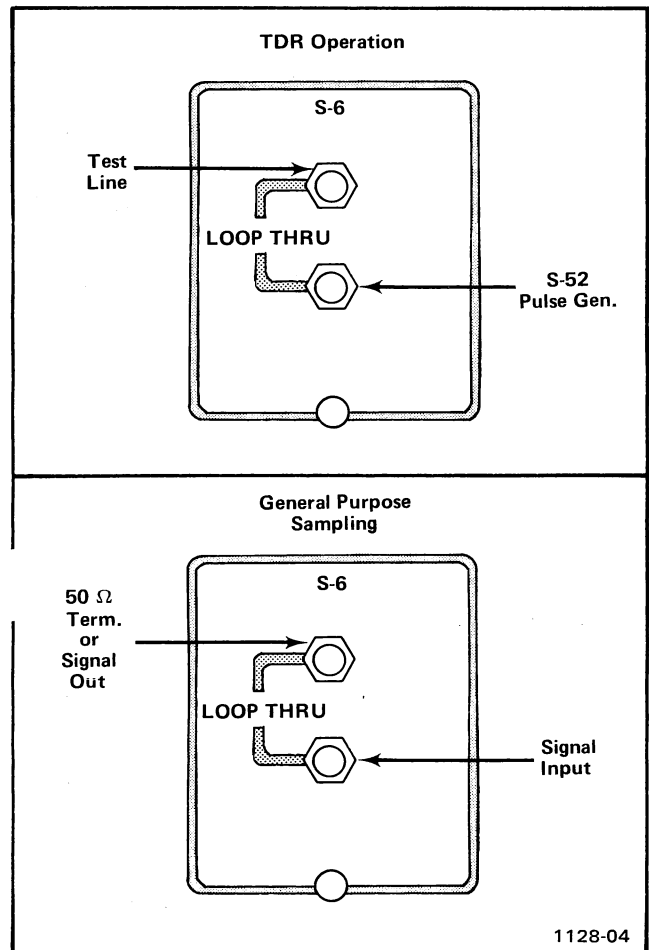 TDR Operation
S-6
Test
Line
LOOP THRU
S-52
Pulse Gen.
General Purpose
Sampling
S-6
50 Ω
Term.
or
Signal
Out
LOOP THRU
Signal
Input
1128-04